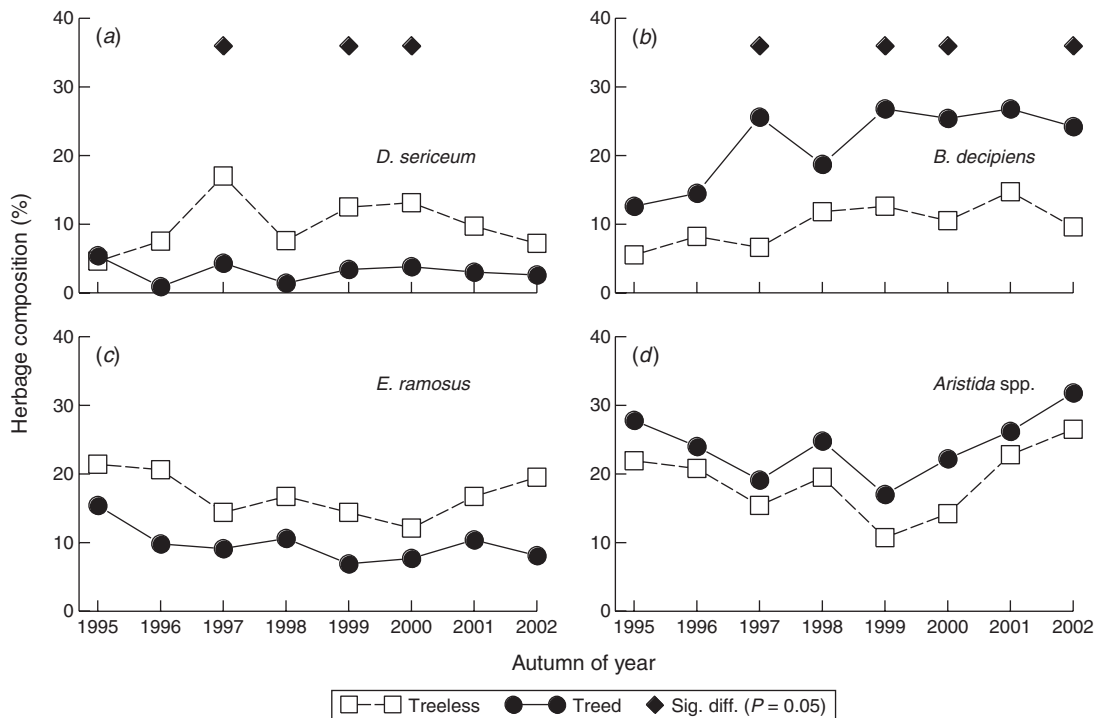 Herbage composition (%)
(a)
D. sericeum
40
30
20
10
0
(b)
B. decipiens
40
30
20
10
0
(c)
E. ramosus
40
30
20
10
0
1995 1996 1997 1998 1999 2000 2001 2002
(d)
Aristida spp.
40
30
20
10
0
1995 1996 1997 1998 1999 2000 2001 2002
Autumn of year
Treeless Treed Sig. diff. (P = 0.05)